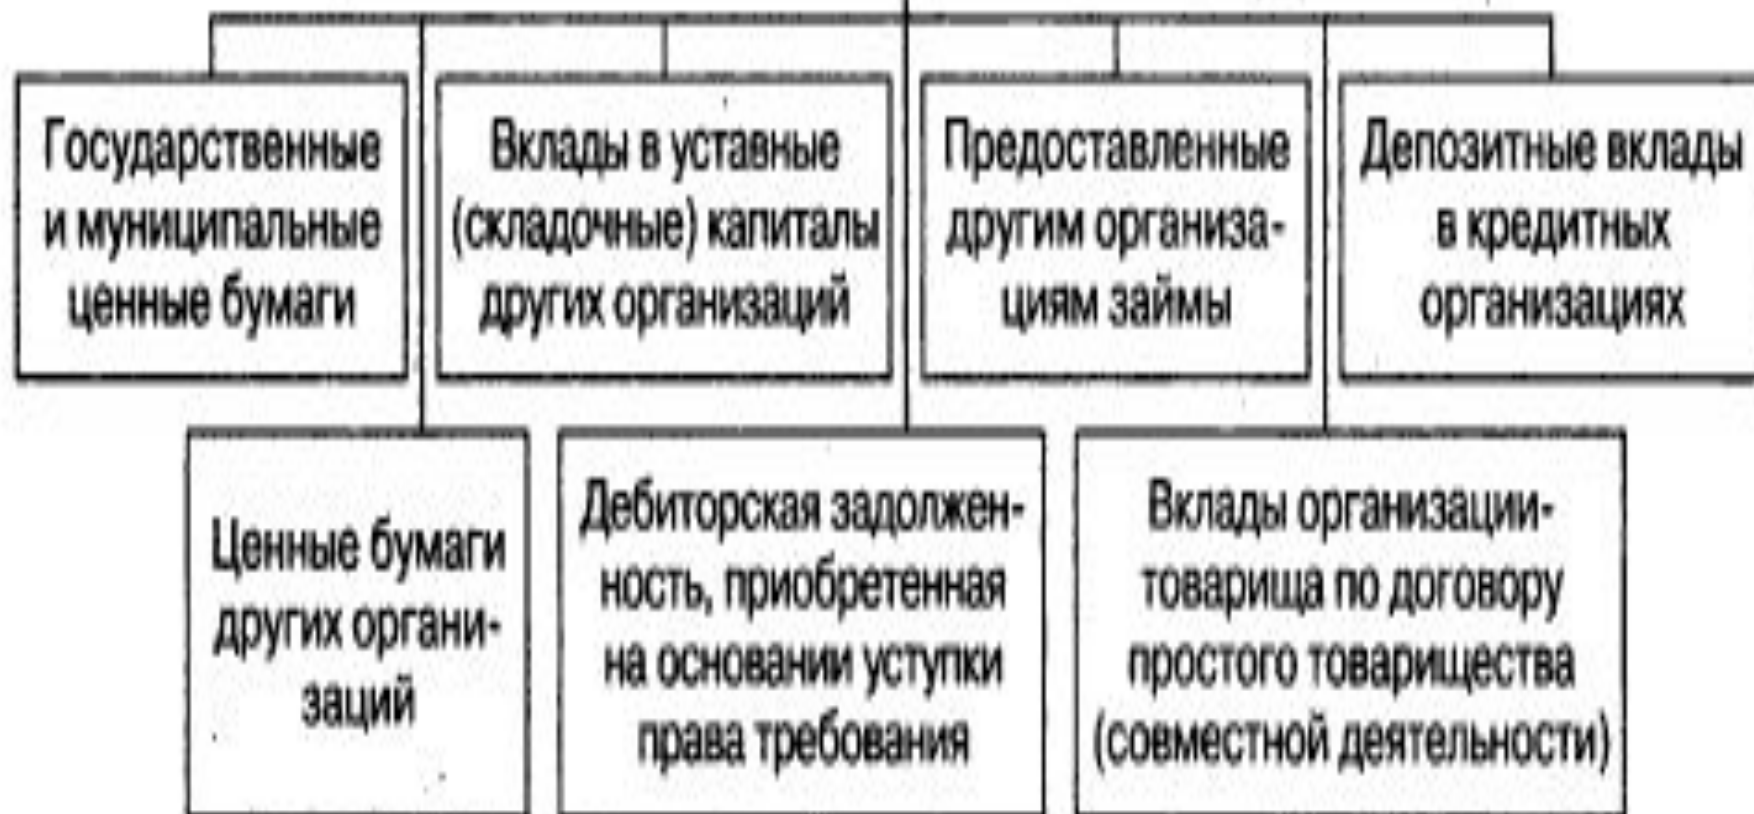 Государственные
и муниципальные
ценные бумаги
Вклады в уставные
(складочные) капиталы
других организаций
Предоставленные
другим организа-
циям займы
Депозитные вклады
в кредитных
организациях
Ценные бумаги
других органи-
заций
Дебиторская задолжен-
ность, приобретенная
на основании уступки
права требования
Вклады организации-
товарища по договору
простого товарищества
(совместной деятельности)